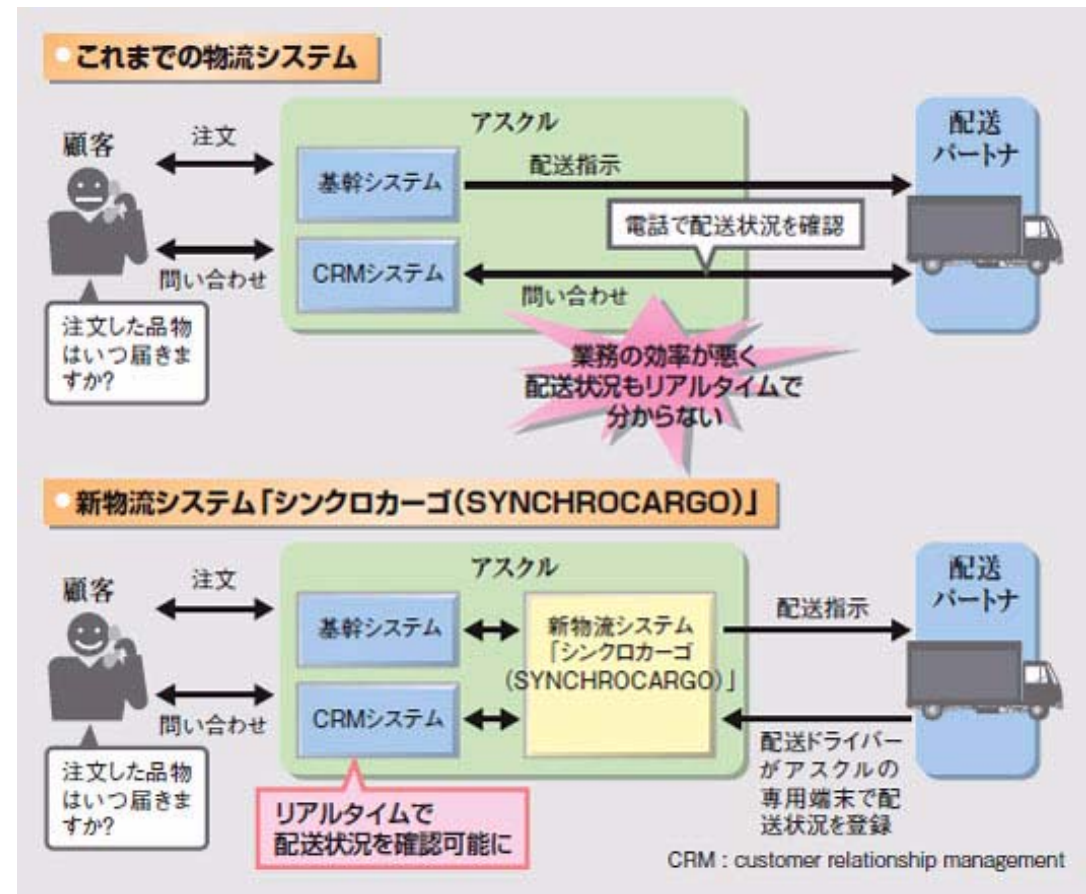 これまでの物流システム
アスクル
配送
パートナ
顧客
注文
基幹システム
配送指示
電話で配送状況を確認
CRMシステム
問い合わせ
問い合わせ
注文した品物
はいつ届きま
すか?
業務の効率が悪く
配送状況もリアルタイムで
分からない
新物流システム「シンクロカーゴ(SYNCHROCARGO)」
アスクル
配送
パートナ
顧客
注文
基幹システム
新物流システム
「シンクロカーゴ
(SYNCHROCARGO)」
配送指示
CRMシステム
問い合わせ
注文した品物
はいつ届きま
すか?
リアルタイムで
配送状況を確認可能に
配送ドライバー
がアスクルの
専用端末で配
送状況を登録
CRM : customer relationship management